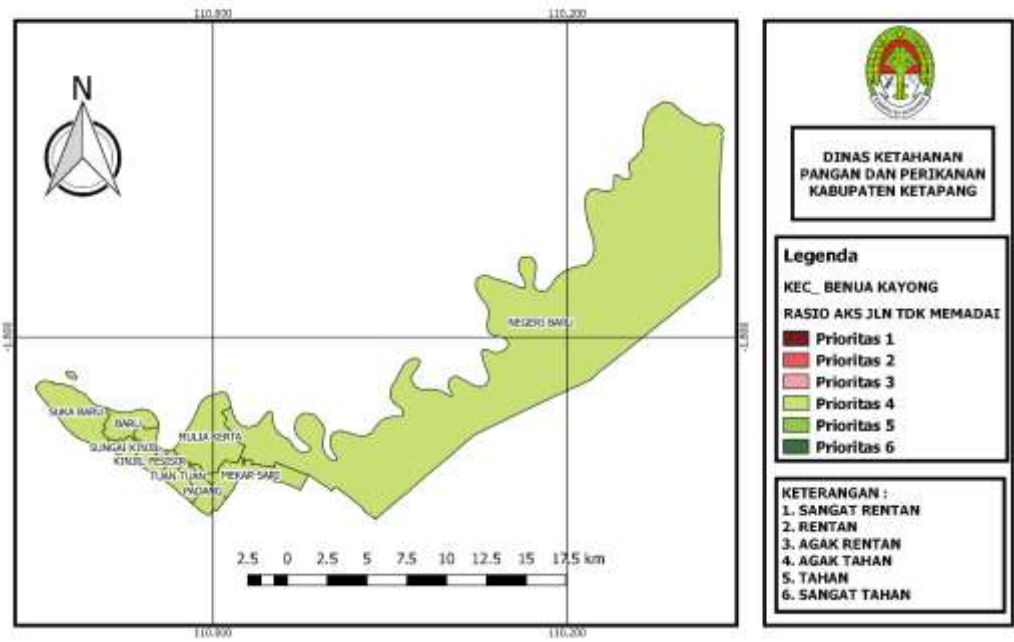 110.000
110.200
N
-1.800
-1.800
NEGERI BARU
SUKA BARU
BARU
SUNGAI KINJIL
MULIA KERTA
KINJIL PESISIR
TUAN-TUAN
MEKAR SARI
PADANG
2.5 0 2.5 5 7.5 10 12.5 15 17.5 km
110.000
110.200
DINAS KETAHANAN
PANGAN DAN PERIKANAN
KABUPATEN KETAPANG
Legenda
KEC_ BENUA KAYONG
RASIO AKS JLN TDK MEMADAI
Prioritas 1
Prioritas 2
Prioritas 3
Prioritas 4
Prioritas 5
Prioritas 6
KETERANGAN :
1. SANGAT RENTAN
2. RENTAN
3. AGAK RENTAN
4. AGAK TAHAN
5. TAHAN
6. SANGAT TAHAN